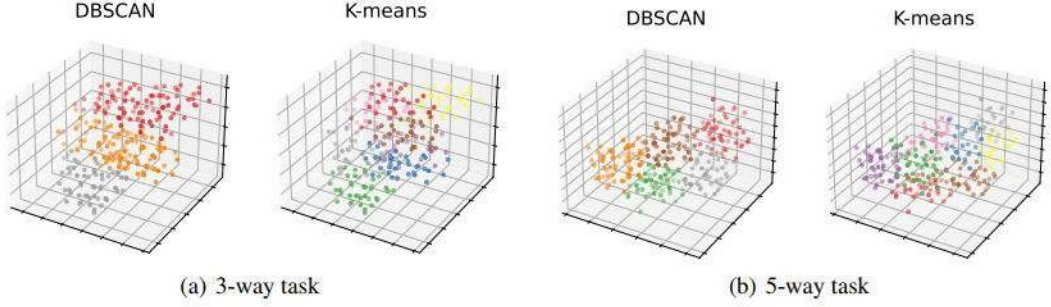 DBSCAN
K-means
DBSCAN
K-means
(a) 3-way task
(b) 5-way task